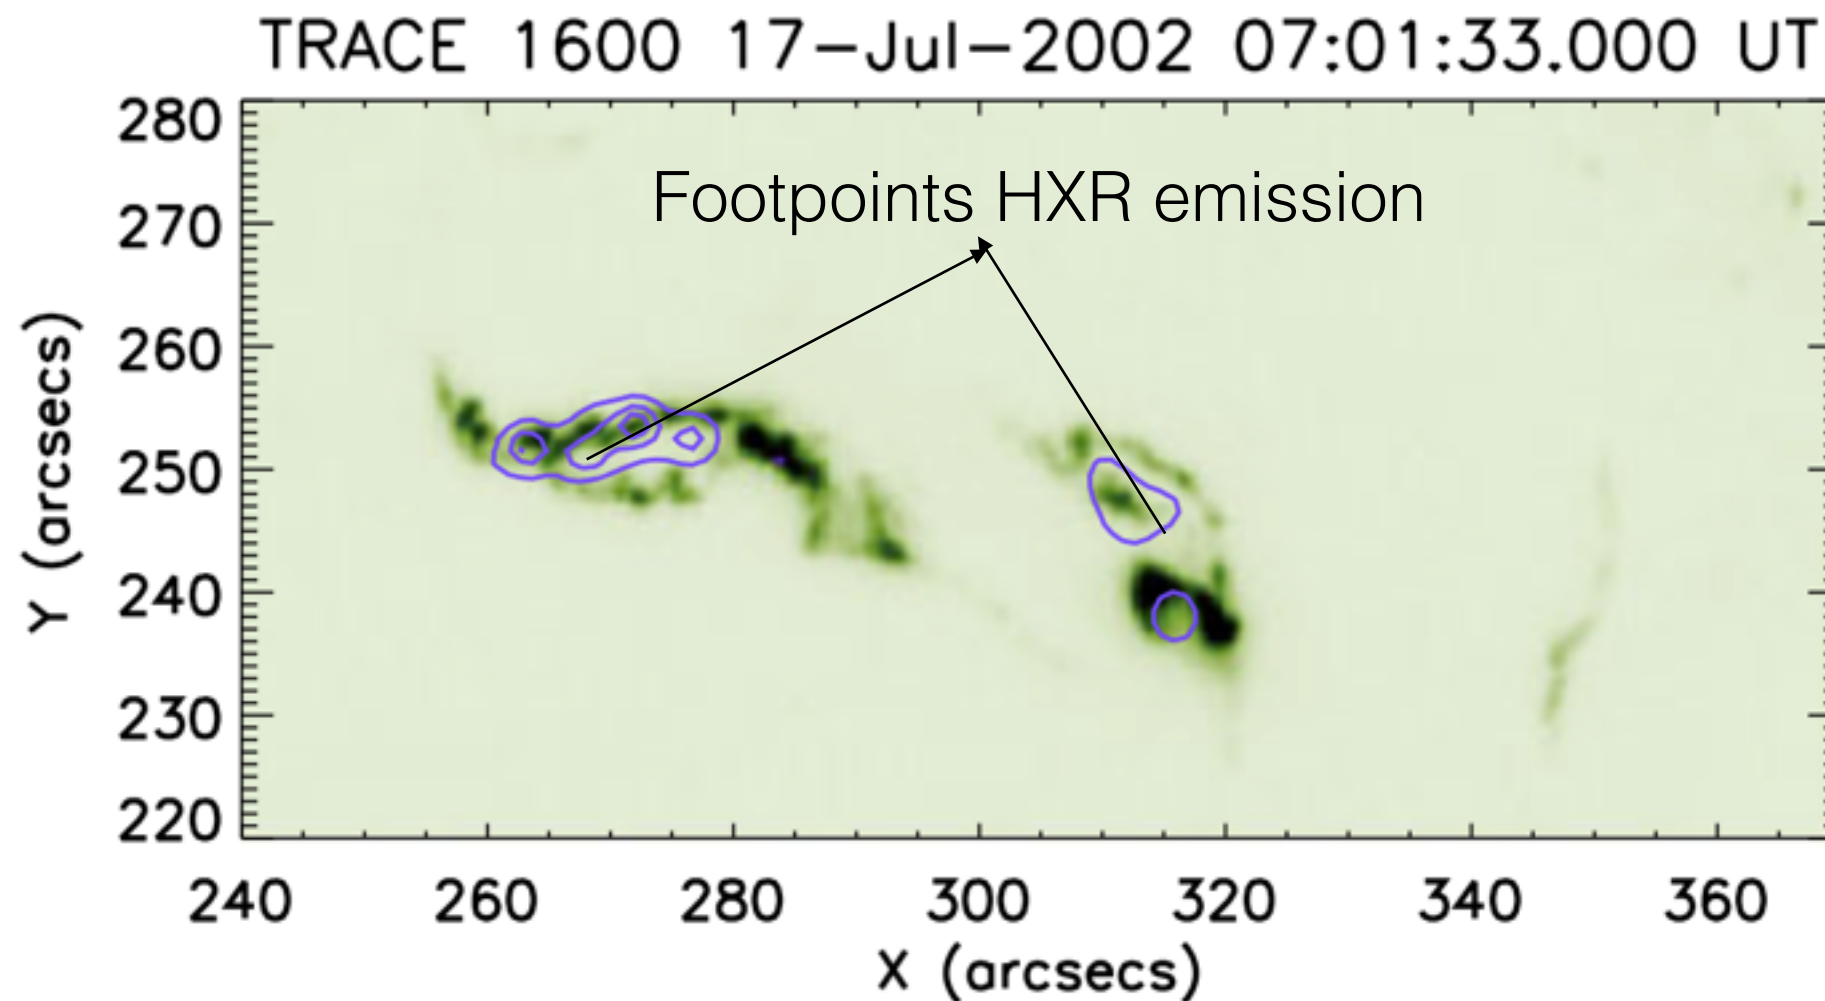 TRACE 1600 17-Jul-2002 07:01:33.000 UT
280
Footpoints HXR emission
270
260
250
240
230
220
Y (arcsecs)
240 260 280 300 320 340 360
X (arcsecs)